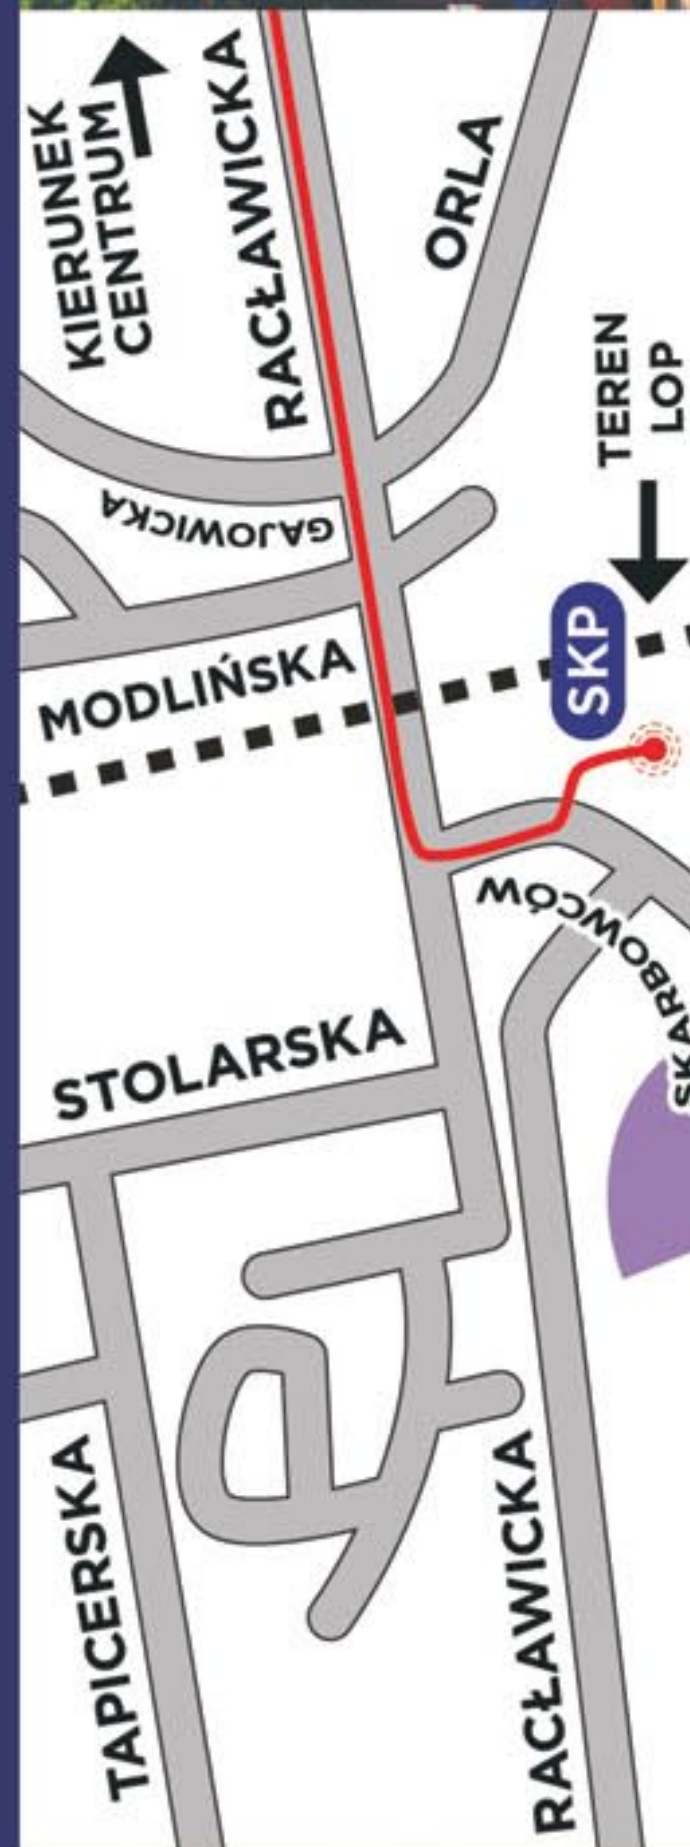 KIERUNEK
CENTRUM
RACŁAWICKA
ORLA
TEREN
LOP
GAJOWICKA
SKP
MODLIŃSKA
SKARBOWCÓW
STOLARSKA
TAPICERSKA
RACŁAWICKA